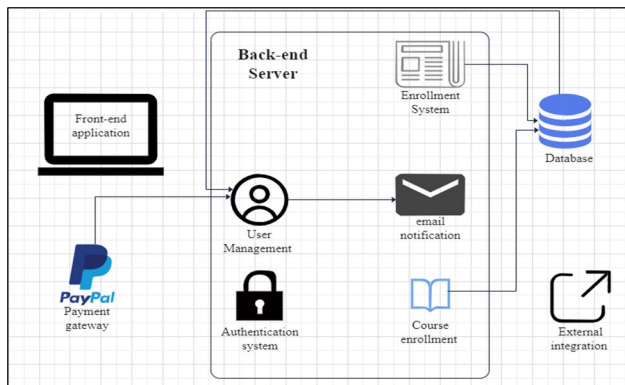 Back-end
Server
Enrollment
System
Front-end
application
Database
User
Management
email
notification
PayPal
Payment
gateway
Authentication
system
Course
enrollment
External
integration